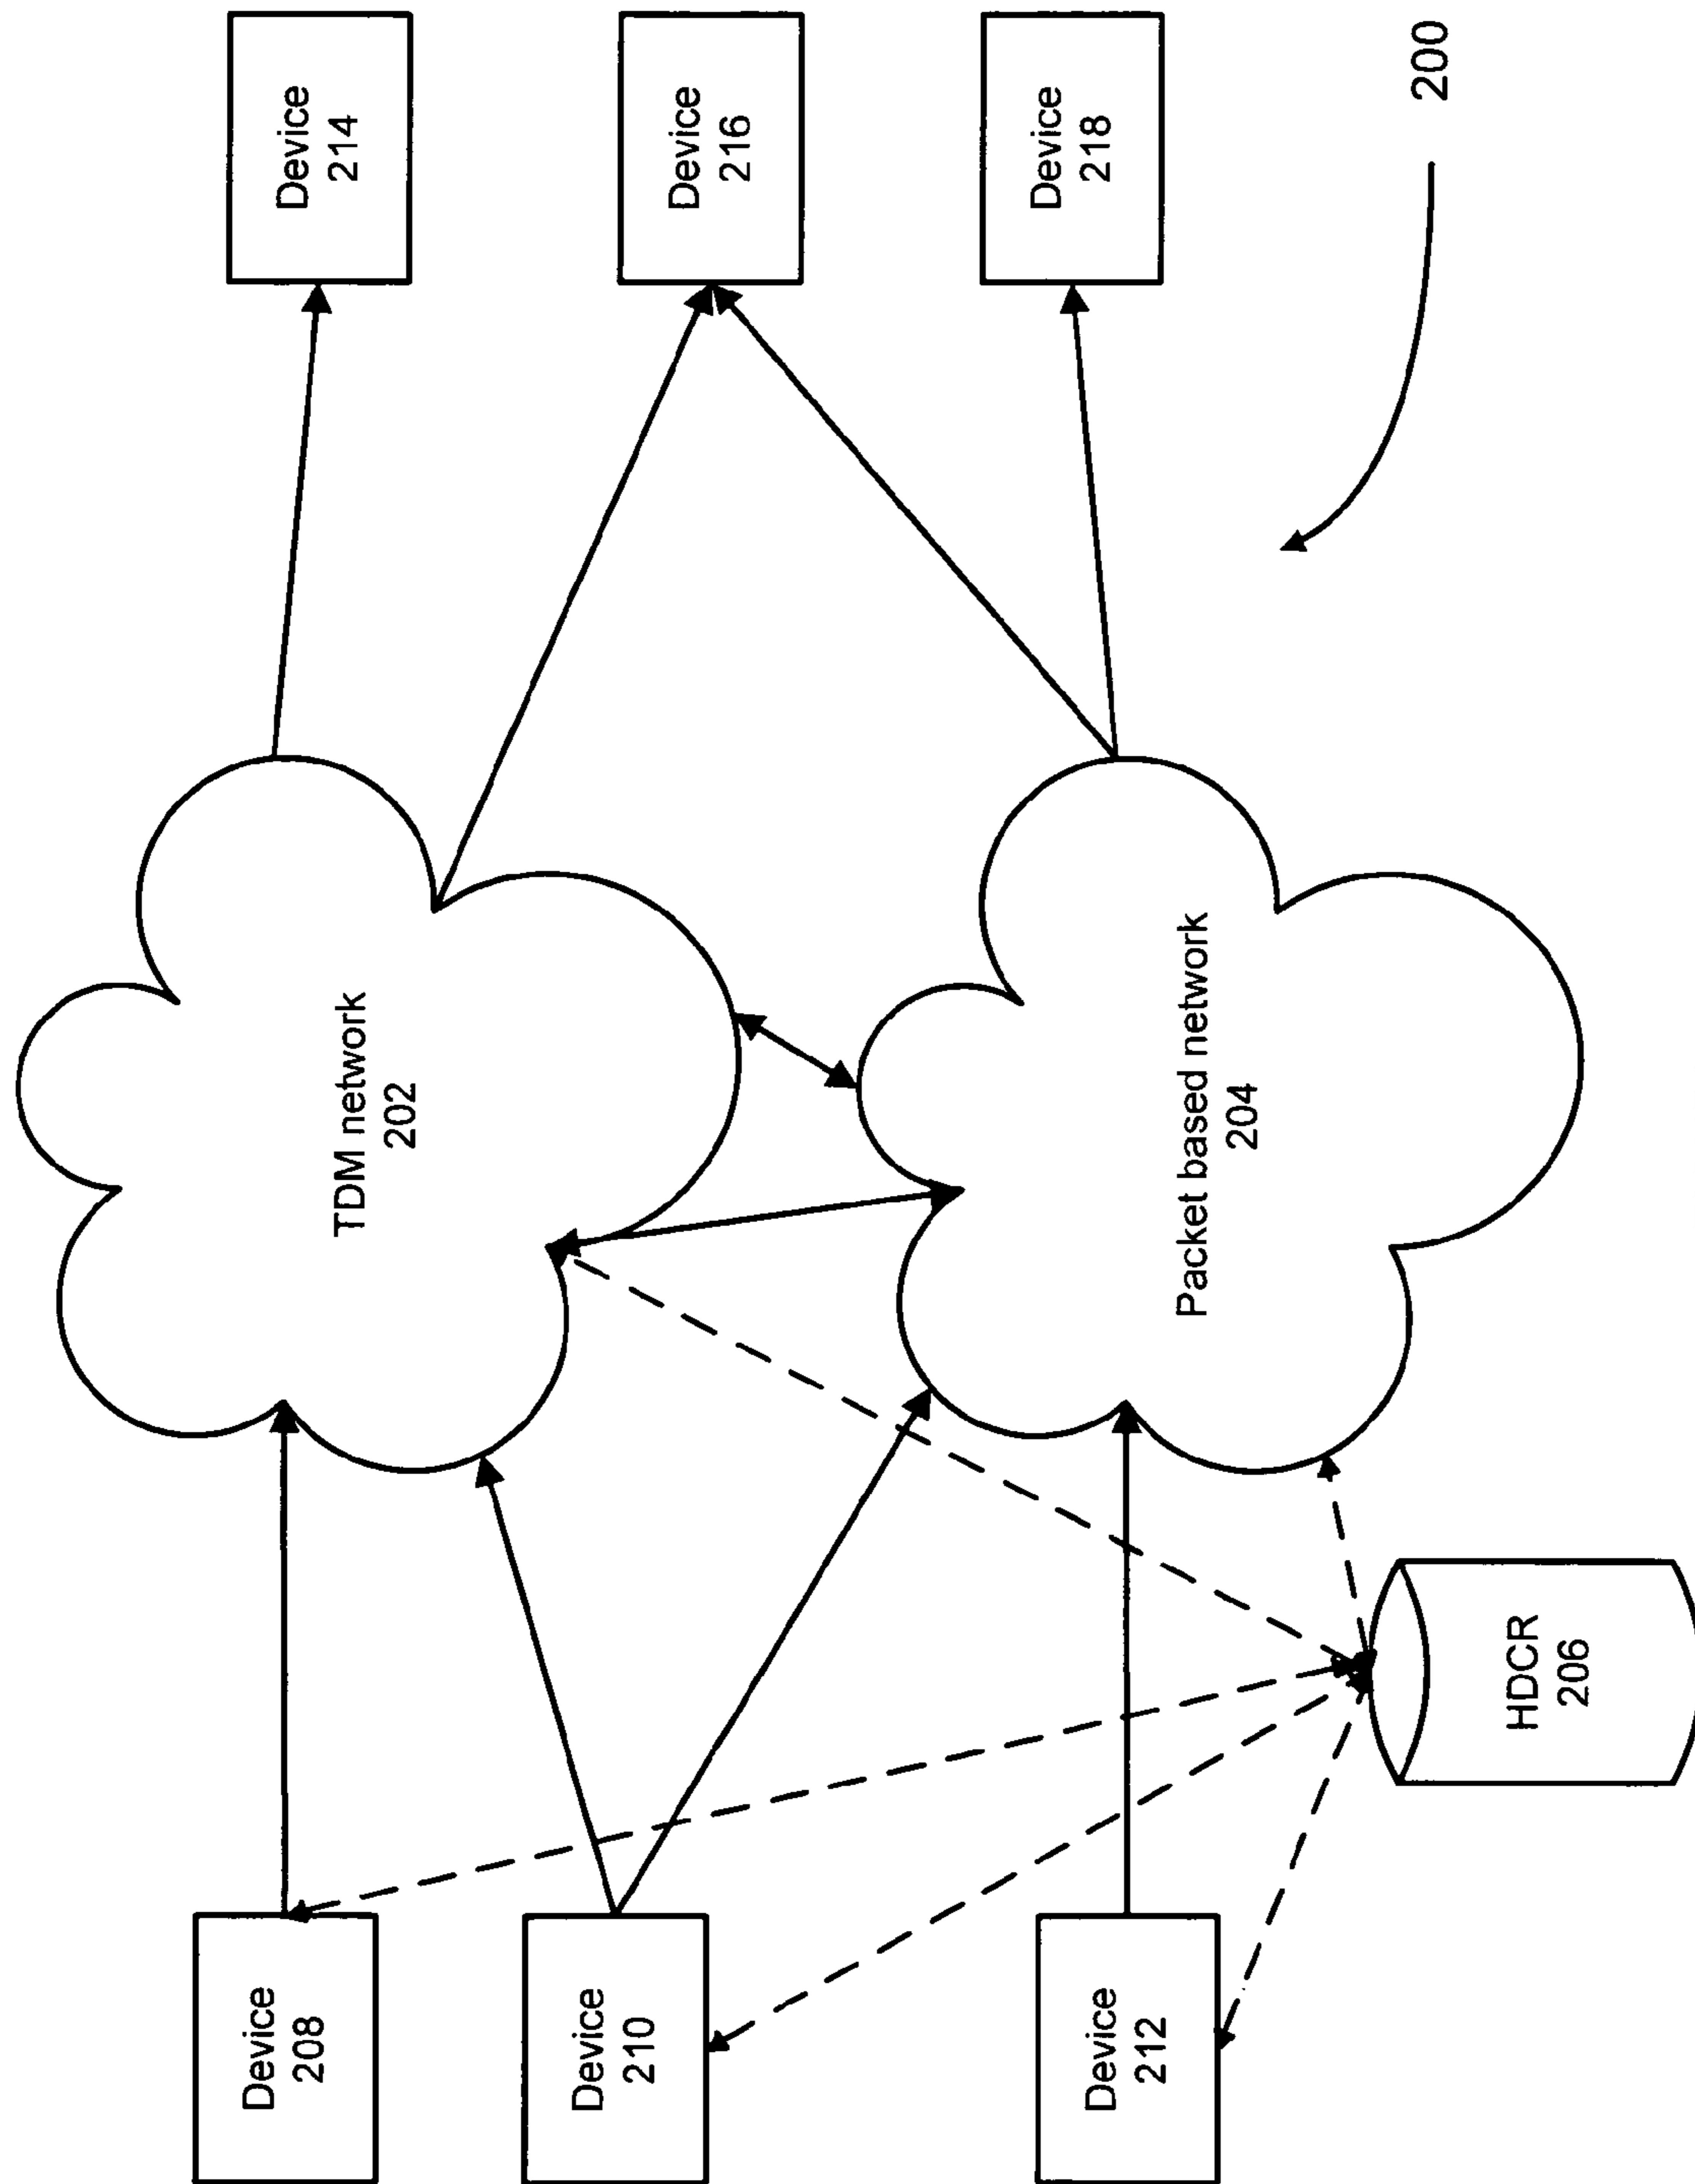 Device
208
Device
210
Device
212
TDM network
202
Packet based network
204
HDCR
206
Device
214
Device
216
Device
218
200